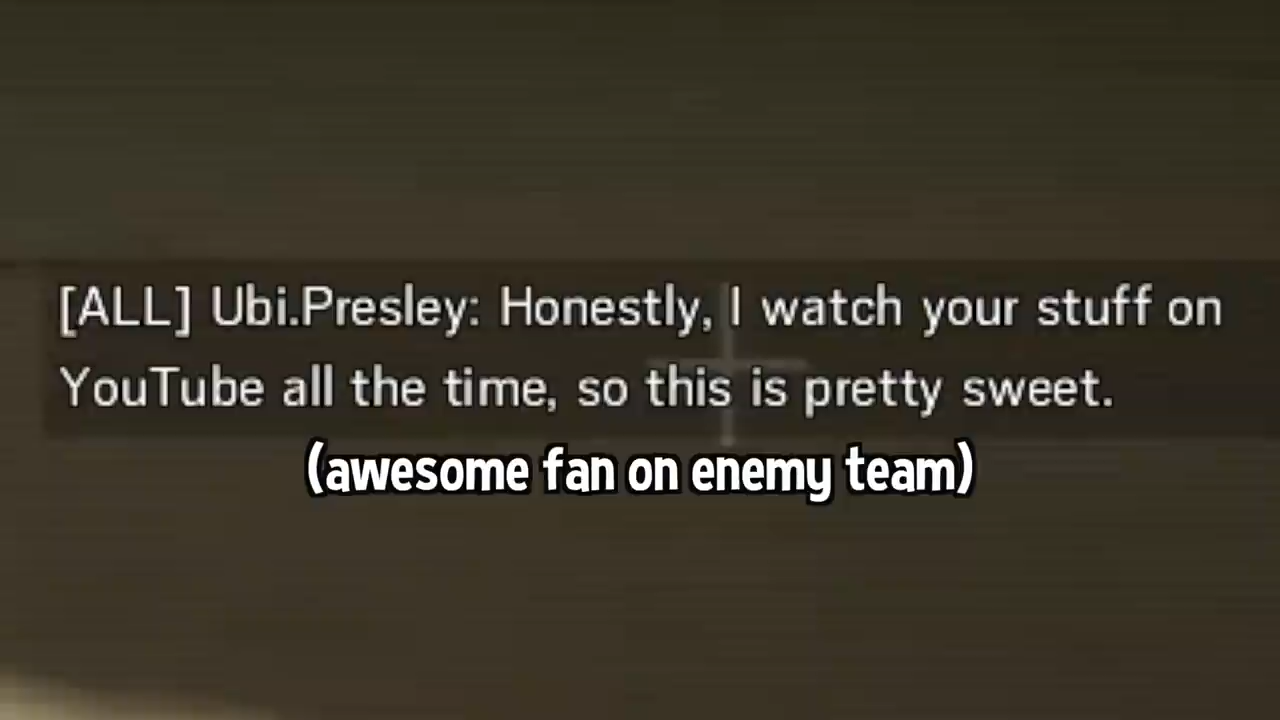 [ALL] Ubi.Presley: Honestly, I watch your stuff on
YouTube all the time, so this is pretty sweet.
(awesome fan on enemy team)